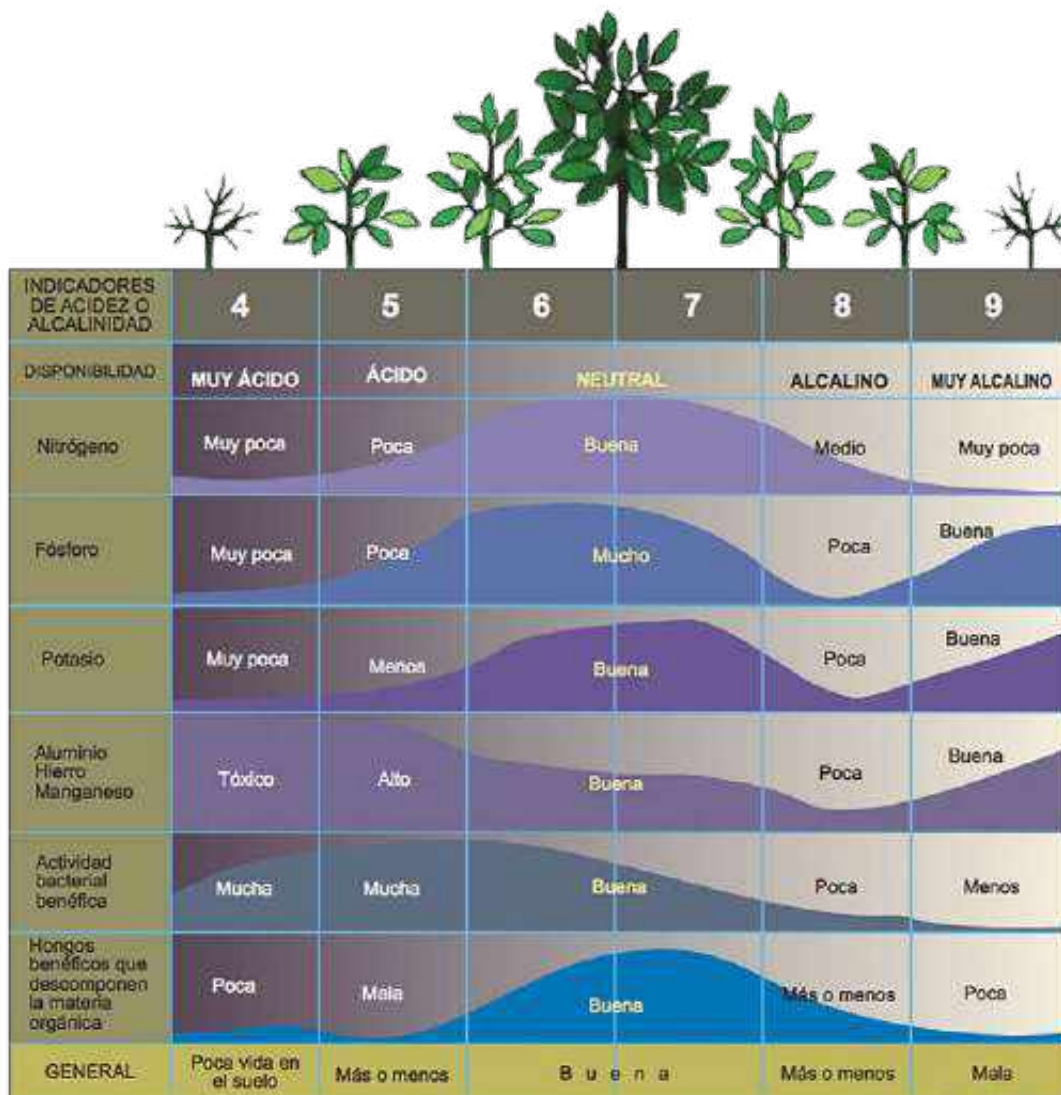 INDICADORES
DE ACIDEZ O
ALCALINIDAD
4 5 6 7 8 9
DISPONIBILIDAD
MUY ÁCIDO ÁCIDO NEUTRAL ALCALINO MUY ALCALINO
Nitrógeno Muy poca Poca Buena Medio Muy poca
Fósforo Muy poca Poca Mucho Poca Buena
Potasio Muy poca Menos Buena Poca Buena
Aluminio
Hierro
Manganeso
Tóxico Alto Buena Poca Buena
Actividad
bacterial
benéfica
Mucha Mucha Buena Poca Menos
Hongos
benéficos que
descomponen
la materia
orgánica
Poca Mala Buena Más o menos Poca
GENERAL
Poca vida en
el suelo
Más o menos Buena Más o menos Mala